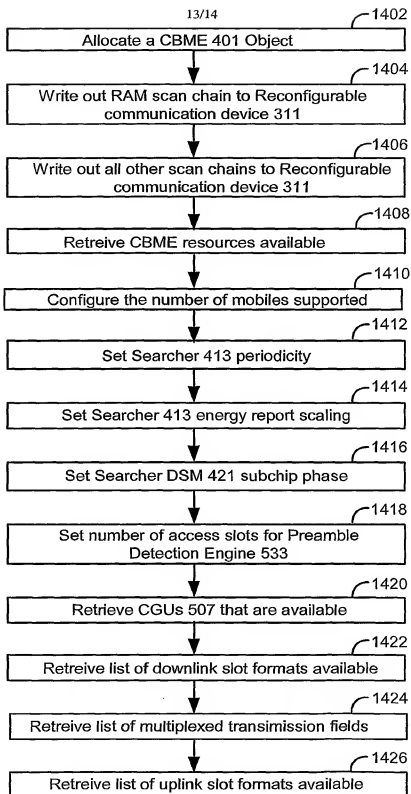 13/14
1402
Allocate a CBME 401 Object
1404
Write out RAM scan chain to Reconfigurable
communication device 311
1406
Write out all other scan chains to Reconfigurable
communication device 311
1408
Retreive CBME resources available
1410
Configure the number of mobiles supported
1412
Set Searcher 413 periodicity
1414
Set Searcher 413 energy report scaling
1416
Set Searcher DSM 421 subchip phase
1418
Set number of access slots for Preamble
Detection Engine 533
1420
Retrieve CGUs 507 that are available
1422
Retreive list of downlink slot formats available
1424
Retreive list of multiplexed transimission fields
1426
Retreive list of uplink slot formats available